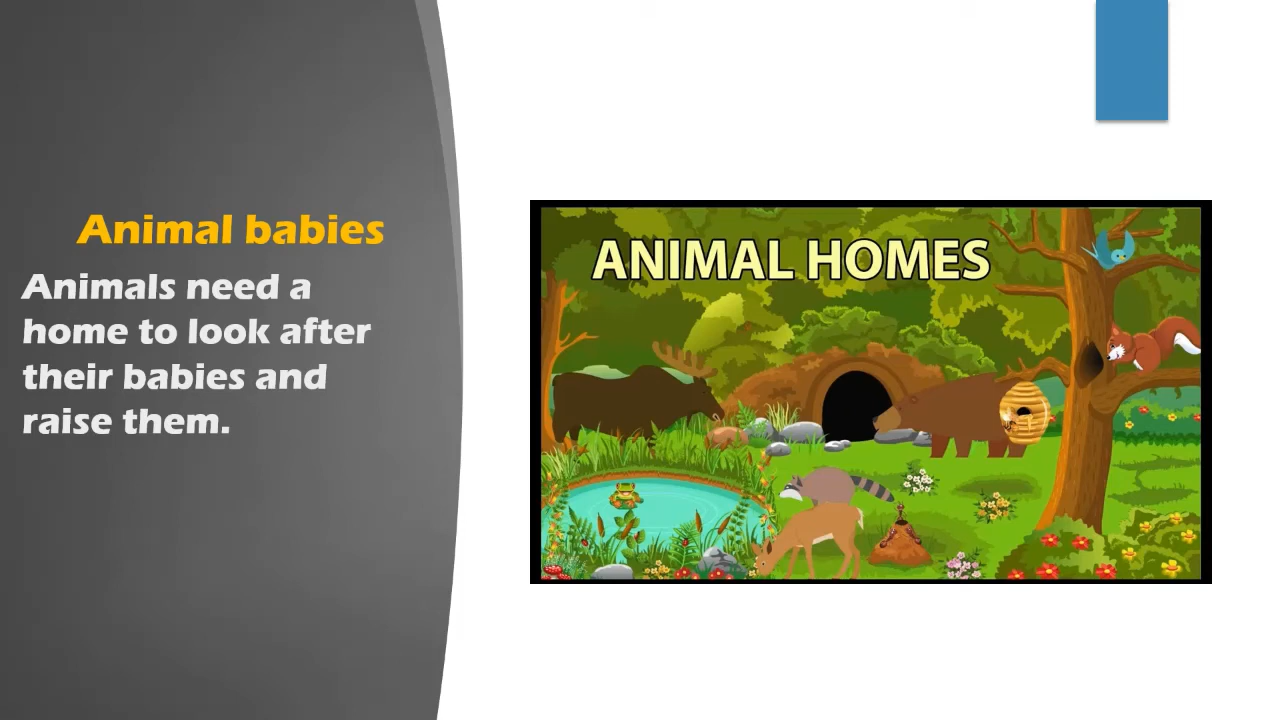 Animal babies
Animals need a
home to look after
their babies and
raise them.
ANIMAL HOMES